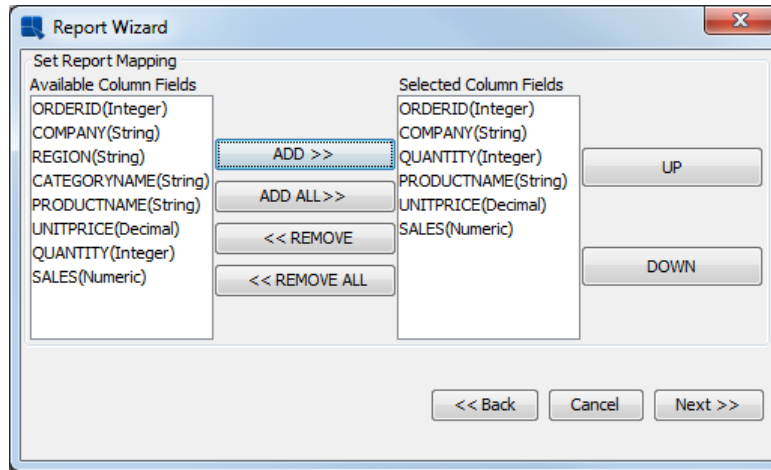 Report Wizard
X
Set Report Mapping
Available Column Fields
ORDERID(Integer)
COMPANY(String)
REGION(String)
CATEGORYNAME(String)
PRODUCTNAME(String)
UNITPRICE(Decimal)
QUANTITY(Integer)
SALES(Numeric)
ADD >>
ADD ALL>>
<< REMOVE
<< REMOVE ALL
Selected Column Fields
ORDERID(Integer)
COMPANY(String)
QUANTITY(Integer)
PRODUCTNAME(String)
UNITPRICE(Decimal)
SALES(Numeric)
UP
DOWN
<< Back
Cancel
Next >>